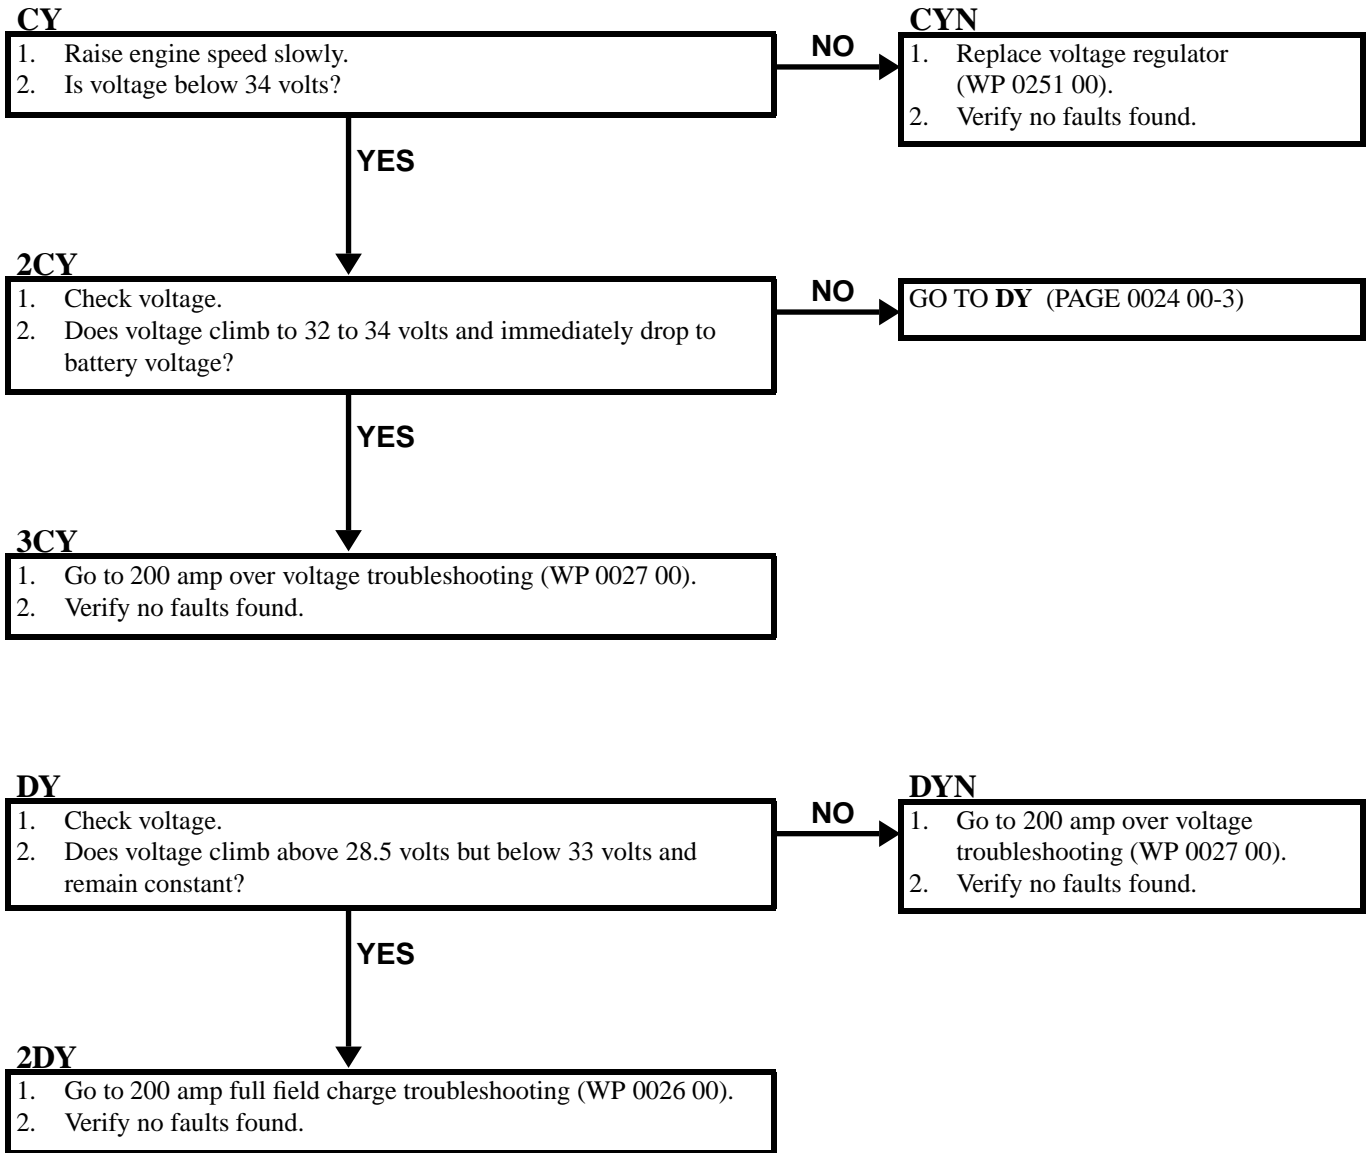 CY
1. Raise engine speed slowly.
2. Is voltage below 34 volts?
NO
CYN
1. Replace voltage regulator
(WP 0251 00).
2. Verify no faults found.
YES
2CY
1. Check voltage.
2. Does voltage climb to 32 to 34 volts and immediately drop to
battery voltage?
NO
GO TO DY (PAGE 0024 00-3)
YES
3CY
1. Go to 200 amp over voltage troubleshooting (WP 0027 00).
2. Verify no faults found.
DY
1. Check voltage.
2. Does voltage climb above 28.5 volts but below 33 volts and
remain constant?
NO
DYN
1. Go to 200 amp over voltage
troubleshooting (WP 0027 00).
2. Verify no faults found.
YES
2DY
1. Go to 200 amp full field charge troubleshooting (WP 0026 00).
2. Verify no faults found.